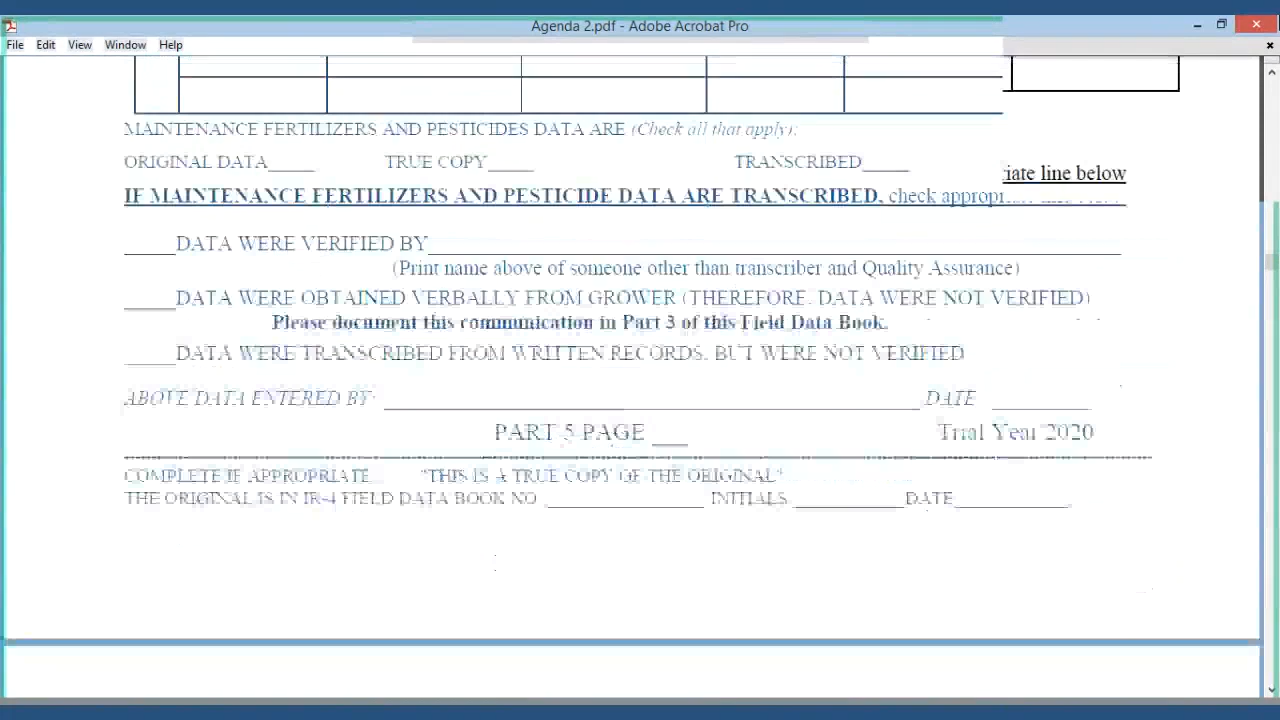 Agenda 2.pdf - Adobe Acrobat Pro
File Edit View Window Help
MAINTENANCE FERTILIZERS AND PESTICIDES DATA ARE (Check all that apply):
ORIGINAL DATA_____ TRUE COPY_____ TRANSCRIBED_____
iate line below
IF MAINTENANCE FERTILIZERS AND PESTICIDE DATA ARE TRANSCRIBED, check appropr
_____DATA WERE VERIFIED BY_____
(Print name above of someone other than transcriber and Quality Assurance)
_____DATA WERE OBTAINED VERBALLY FROM GROWER (THEREFORE, DATA WERE NOT VERIFIED)
Please document this communication in Part 3 of this Field Data Book.
_____DATA WERE TRANSCRIBED FROM WRITTEN RECORDS, BUT WERE NOT VERIFIED
ABOVE DATA ENTERED BY: _____ DATE _____
PART 5 PAGE ___ Trial Year 2020
COMPLETE IF APPROPRIATE "THIS IS A TRUE COPY OF THE ORIGINAL"
THE ORIGINAL IS IN IR-4 FIELD DATA BOOK NO _____ INITIALS _____ DATE_____